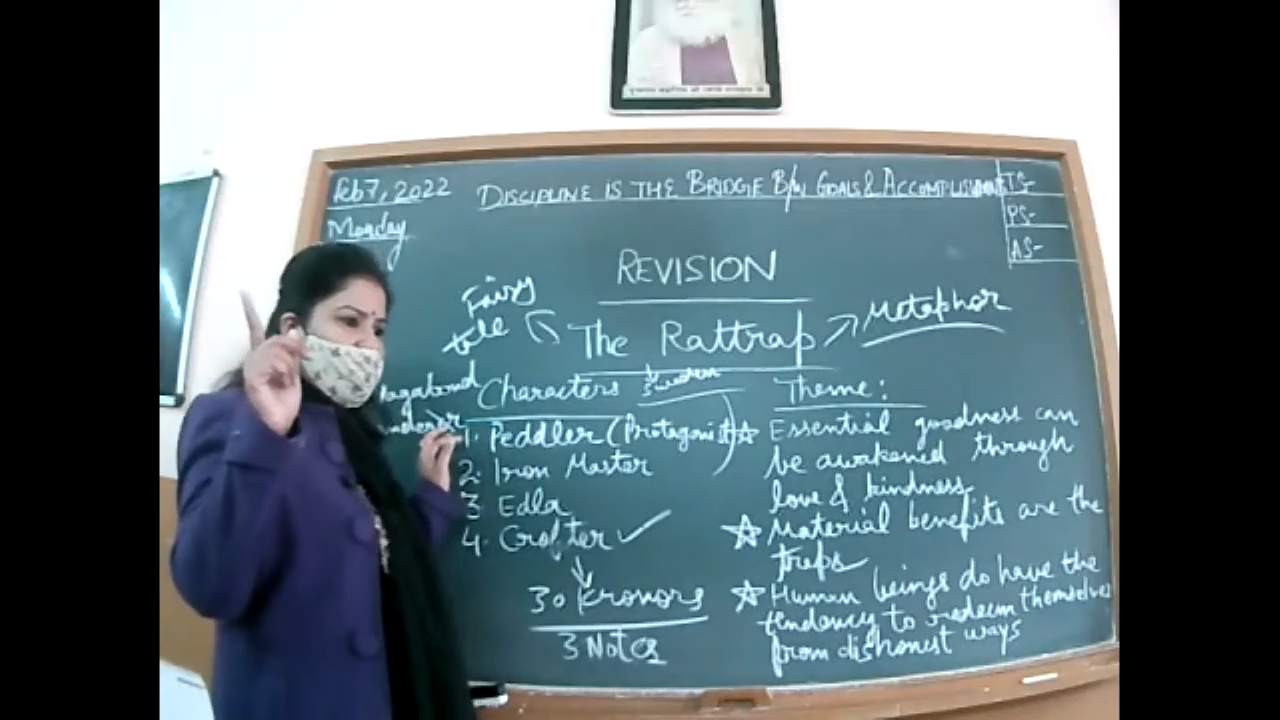 Feb 7, 2022
Monday
DISCIPLINE IS THE BRIDGE B/W GOALS & ACCOMPLISHMENTS
TS-
PS-
AS-
REVISION
Fairy
tale
The Rattrap
Metaphor
Sweden
Vagabond
Characters
1. Peddler (Protagonist)
2. Iron Master
3 Edla
4. Crofter ✓
30 Kronors
3 Notes
Theme:
☆ Essential goodness can
be awakened through
love & kindness
☆ Material benefits are the
traps
☆ Human beings do have the
tendency to redeem themselves
from dishonest ways